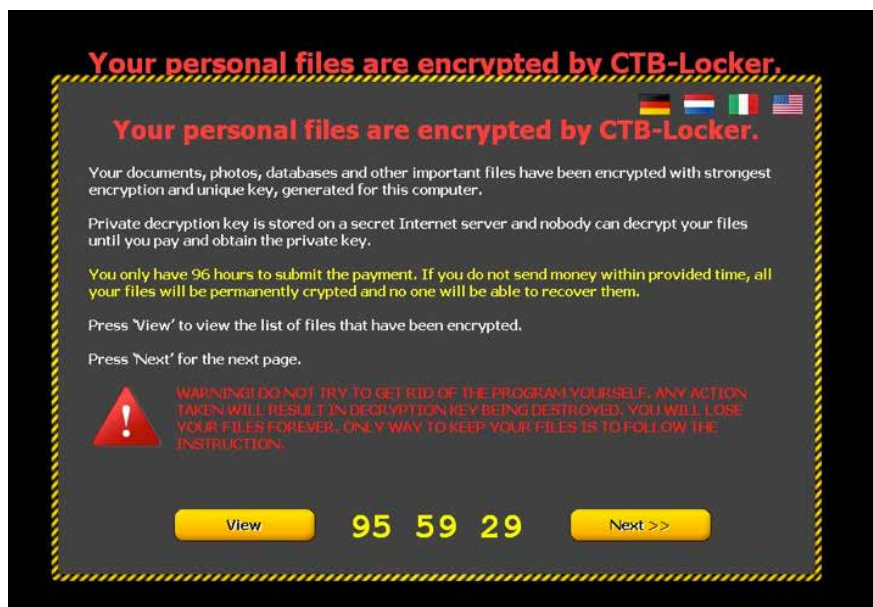 Your personal files are encrypted by CTB-Locker.
Your personal files are encrypted by CTB-Locker.
Your documents, photos, databases and other important files have been encrypted with strongest
encryption and unique key, generated for this computer.
Private decryption key is stored on a secret Internet server and nobody can decrypt your files
until you pay and obtain the private key.
You only have 96 hours to submit the payment. If you do not send money within provided time, all
your files will be permanently crypted and no one will be able to recover them.
Press 'View' to view the list of files that have been encrypted.
Press 'Next' for the next page.
WARNING! DO NOT TRY TO GET RID OF THE PROGRAM YOURSELF. ANY ACTION
TAKEN WILL RESULT IN DECRYPTION KEY BEING DESTROYED. YOU WILL LOSE
YOUR FILES FOREVER. ONLY WAY TO KEEP YOUR FILES IS TO FOLLOW THE
INSTRUCTION.
View 95 59 29 Next >>